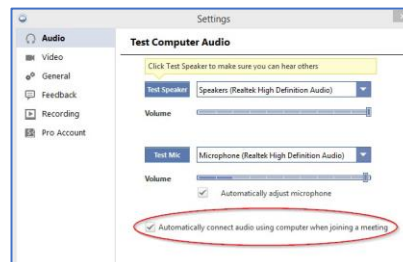 Settings
Audio
Video
General
Feedback
Recording
Pro Account
Test Computer Audio
Click Test Speaker to make sure you can hear others
Test Speaker Speakers (Realtek High Definition Audio)
Volume
Test Mic Microphone (Realtek High Definition Audio)
Volume
Automatically adjust microphone
Automatically connect audio using computer when joining a meeting